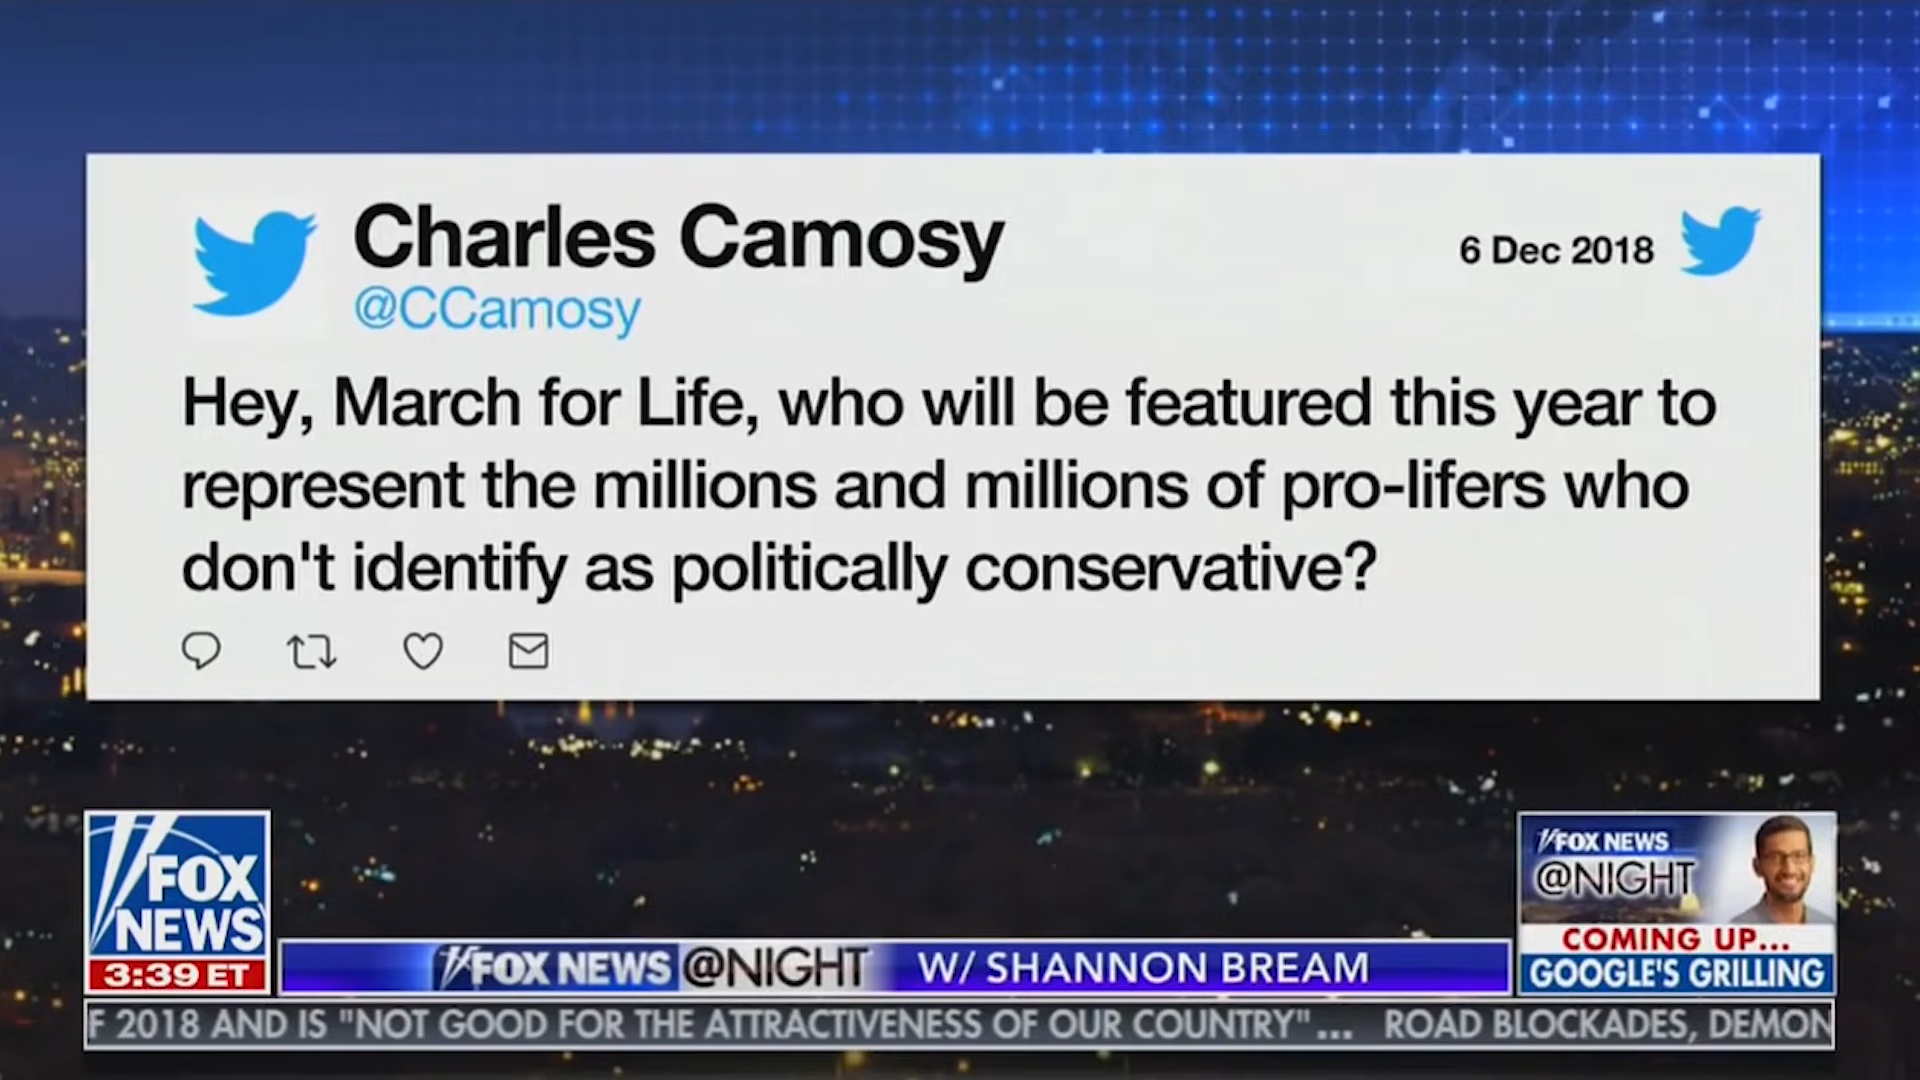 Charles Camosy
@CCamosy
6 Dec 2018
Hey, March for Life, who will be featured this year to
represent the millions and millions of pro-lifers who
don't identify as politically conservative?
FOX
NEWS
3:39 ET
FOX NEWS @NIGHT W/ SHANNON BREAM
FOX NEWS
@NIGHT
COMING UP...
GOOGLE'S GRILLING
F 2018 AND IS "NOT GOOD FOR THE ATTRACTIVENESS OF OUR COUNTRY"... ROAD BLOCKADES, DEMON